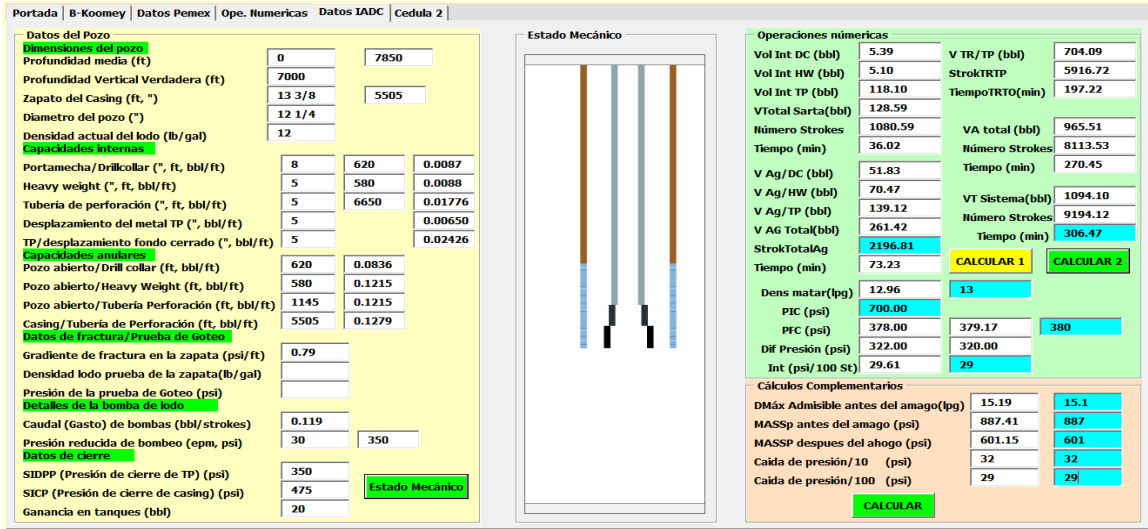 Portada B-Koomey Datos Pemex Ope. Numericas Datos IADC Cedula 2
Datos del Pozo
Dimensiones del pozo
Profundidad media (ft) 0 7850
Profundidad Vertical Verdadera (ft) 7000
Zapato del Casing (ft, ") 13 3/8 5505
Diametro del pozo (") 12 1/4
Densidad actual del lodo (lb/gal) 12
Capacidades internas
Portamecha/Drillcollar (", ft, bbl/ft) 8 620 0.0087
Heavy weight (", ft, bbl/ft) 5 580 0.0088
Tubería de perforación (", ft, bbl/ft) 5 6650 0.01776
Desplazamiento del metal TP (", bbl/ft) 5 0.00650
TP/desplazamiento fondo cerrado (", bbl/ft) 5 0.02426
Capacidades anulares
Pozo abierto/Drill collar (ft, bbl/ft) 620 0.0836
Pozo abierto/Heavy Weight (ft, bbl/ft) 580 0.1215
Pozo abierto/Tubería Perforación (ft, bbl/ft) 1145 0.1215
Casing/Tubería de Perforación (ft, bbl/ft) 5505 0.1279
Datos de fractura/Prueba de Goteo
Gradiente de fractura en la zapata (psi/ft) 0.79
Densidad lodo prueba de la zapata(lb/gal)
Presión de la prueba de Goteo (psi)
Detalles de la bomba de lodo
Caudal (Gasto) de bombas (bbl/strokes) 0.119
Presión reducida de bombeo (epm, psi) 30 350
Datos de cierre
SIDPP (Presión de cierre de TP) (psi) 350
SICP (Presión de cierre de casing) (psi) 475
Ganancia en tanques (bbl) 20
Estado Mecánico
Estado Mecánico
Operaciones númericas
Vol Int DC (bbl) 5.39 V TR/TP (bbl) 704.09
Vol Int HW (bbl) 5.10 StrokTRTP 5916.72
Vol Int TP (bbl) 118.10 TiempoTRTO(min) 197.22
VTotal Sarta(bbl) 128.59
Número Strokes 1080.59 VA total (bbl) 965.51
Tiempo (min) 36.02 Número Strokes 8113.53
Tiempo (min) 270.45
V Ag/DC (bbl) 51.83
V Ag/HW (bbl) 70.47 VT Sistema(bbl) 1094.10
V Ag/TP (bbl) 139.12 Número Strokes 9194.12
V AG Total(bbl) 261.42 Tiempo (min) 306.47
StrokTotalAg 2196.81
Tiempo (min) 73.23 CALCULAR 1 CALCULAR 2
Dens matar(lpg) 12.96 13
PIC (psi) 700.00
PFC (psi) 378.00 379.17 380
Dif Presión (psi) 322.00 320.00
Int (psi/100 St) 29.61 29
Cálculos Complementarios
DMáx Admisible antes del amago(lpg) 15.19 15.1
MASSp antes del amago (psi) 887.41 887
MASSP despues del ahogo (psi) 601.15 601
Caida de presión/10 (psi) 32 32
Caida de presión/100 (psi) 29 29
CALCULAR